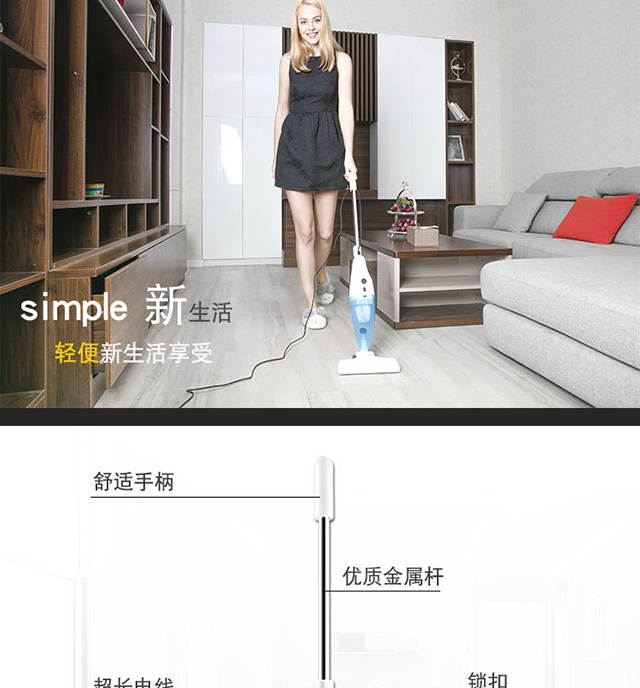 simple 新生活
轻便新生活享受
舒适手柄
优质金属杆
超长电线
锁扣